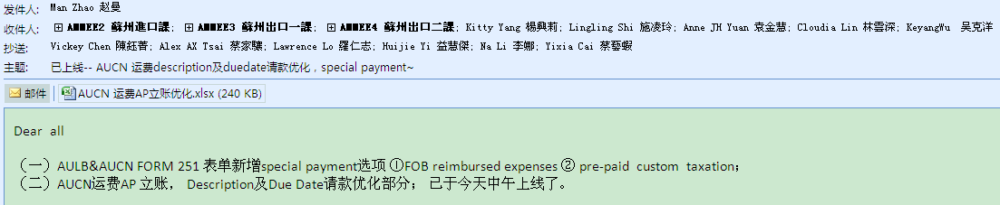 发件人: Man Zhao 赵曼
收件人: AMMEE2 蘇州進口課; AMMEE3 蘇州出口一課; AMMEE4 蘇州出口二課; Kitty Yang 楊興莉; Lingling Shi 施凌玲; Anne JH Yuan 袁金慧; Cloudia Lin 林雲深; KeyangWu 吴克洋
抄送: Vickey Chen 陳鈺菁; Alex AX Tsai 蔡家驥; Lawrence Lo 羅仁志; Huijie Yi 益慧傑; Na Li 李娜; Yixia Cai 蔡藝蝦
主题: 已上线-- AUCN 运费description及duedate请款优化，special payment~
邮件 AUCN 运费AP立账优化.xlsx (240 KB)
Dear all
（一）AULB&AUCN FORM 251 表单新增special payment选项 ①FOB reimbursed expenses ② pre-paid custom taxation；
（二）AUCN运费AP 立账， Description及Due Date请款优化部分； 已于今天中午上线了。